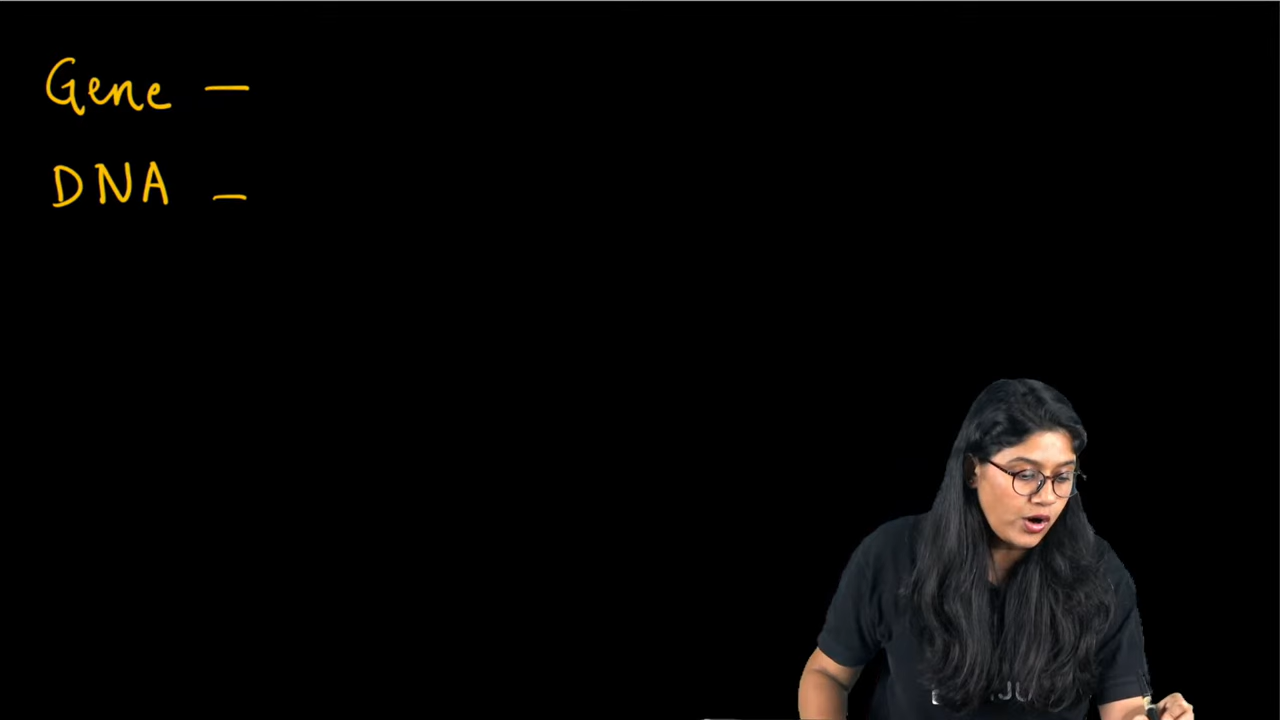 Gene —
DNA –